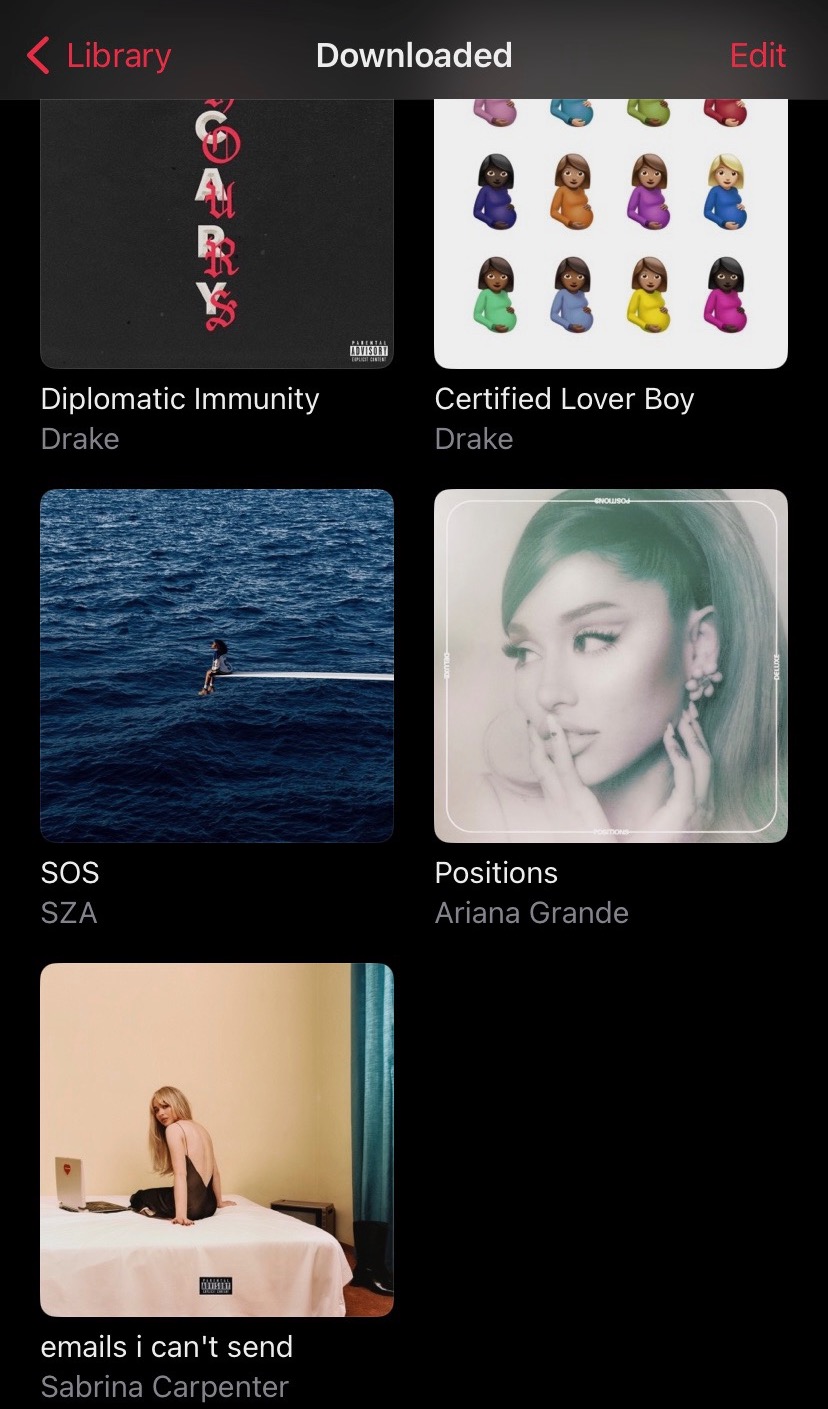 Library
Downloaded
Edit
SCARY
HOURS
PARENTAL
ADVISORY
EXPLICIT CONTENT
Diplomatic Immunity
Certified Lover Boy
Drake
Drake
POSITIONS
DELUXE
DELUXE
POSITIONS
SOS
Positions
SZA
Ariana Grande
PARENTAL
ADVISORY
EXPLICIT CONTENT
emails i can't send
Sabrina Carpenter